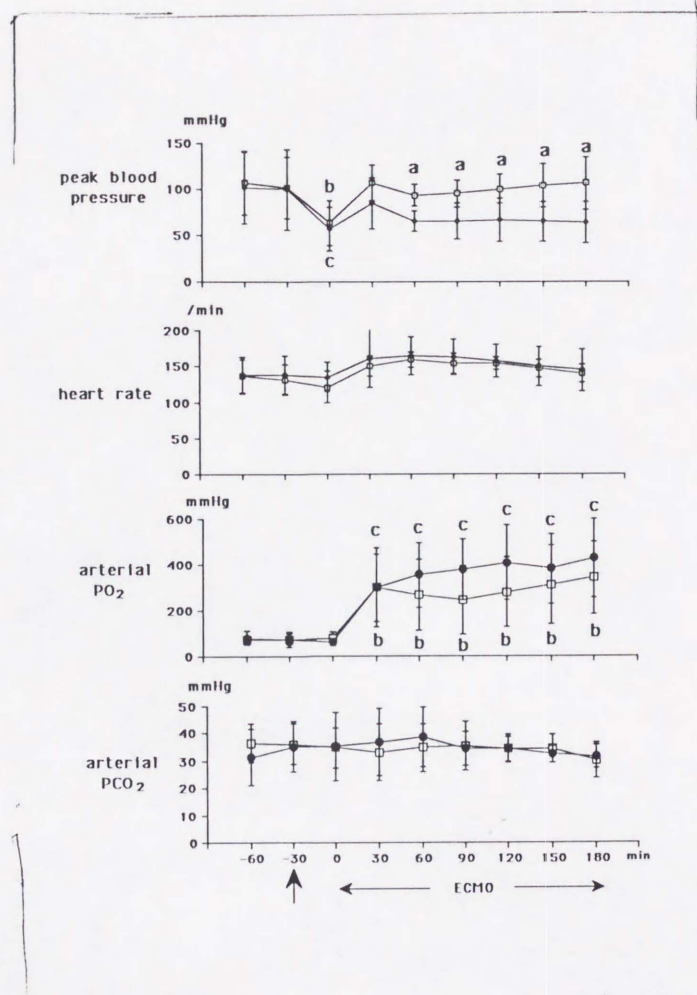 mmHg
150
a a a a a
b
peak blood
pressure
100
50
c
0
/min
200
150
heart rate
100
50
0
mmHg
600
c c c c c c
400
arterial
PO2
200
b b b b b b
0
mmHg
50
40
arterial
PCO2
30
20
10
0
-60 -30 0 30 60 90 120 150 180 min
ECMO